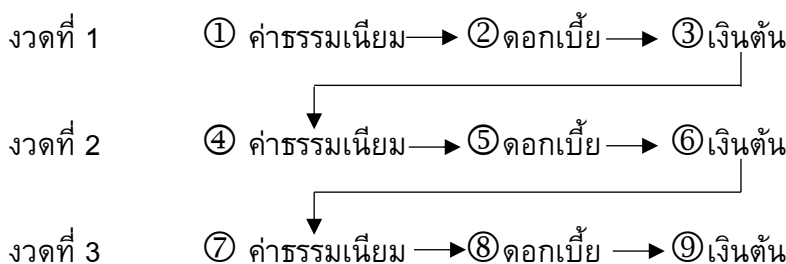 งวดที่ 1 ① ค่าธรรมเนียม ② ดอกเบี้ย ③ เงินต้น
งวดที่ 2 ④ ค่าธรรมเนียม ⑤ ดอกเบี้ย ⑥ เงินต้น
งวดที่ 3 ⑦ ค่าธรรมเนียม ⑧ ดอกเบี้ย ⑨ เงินต้น